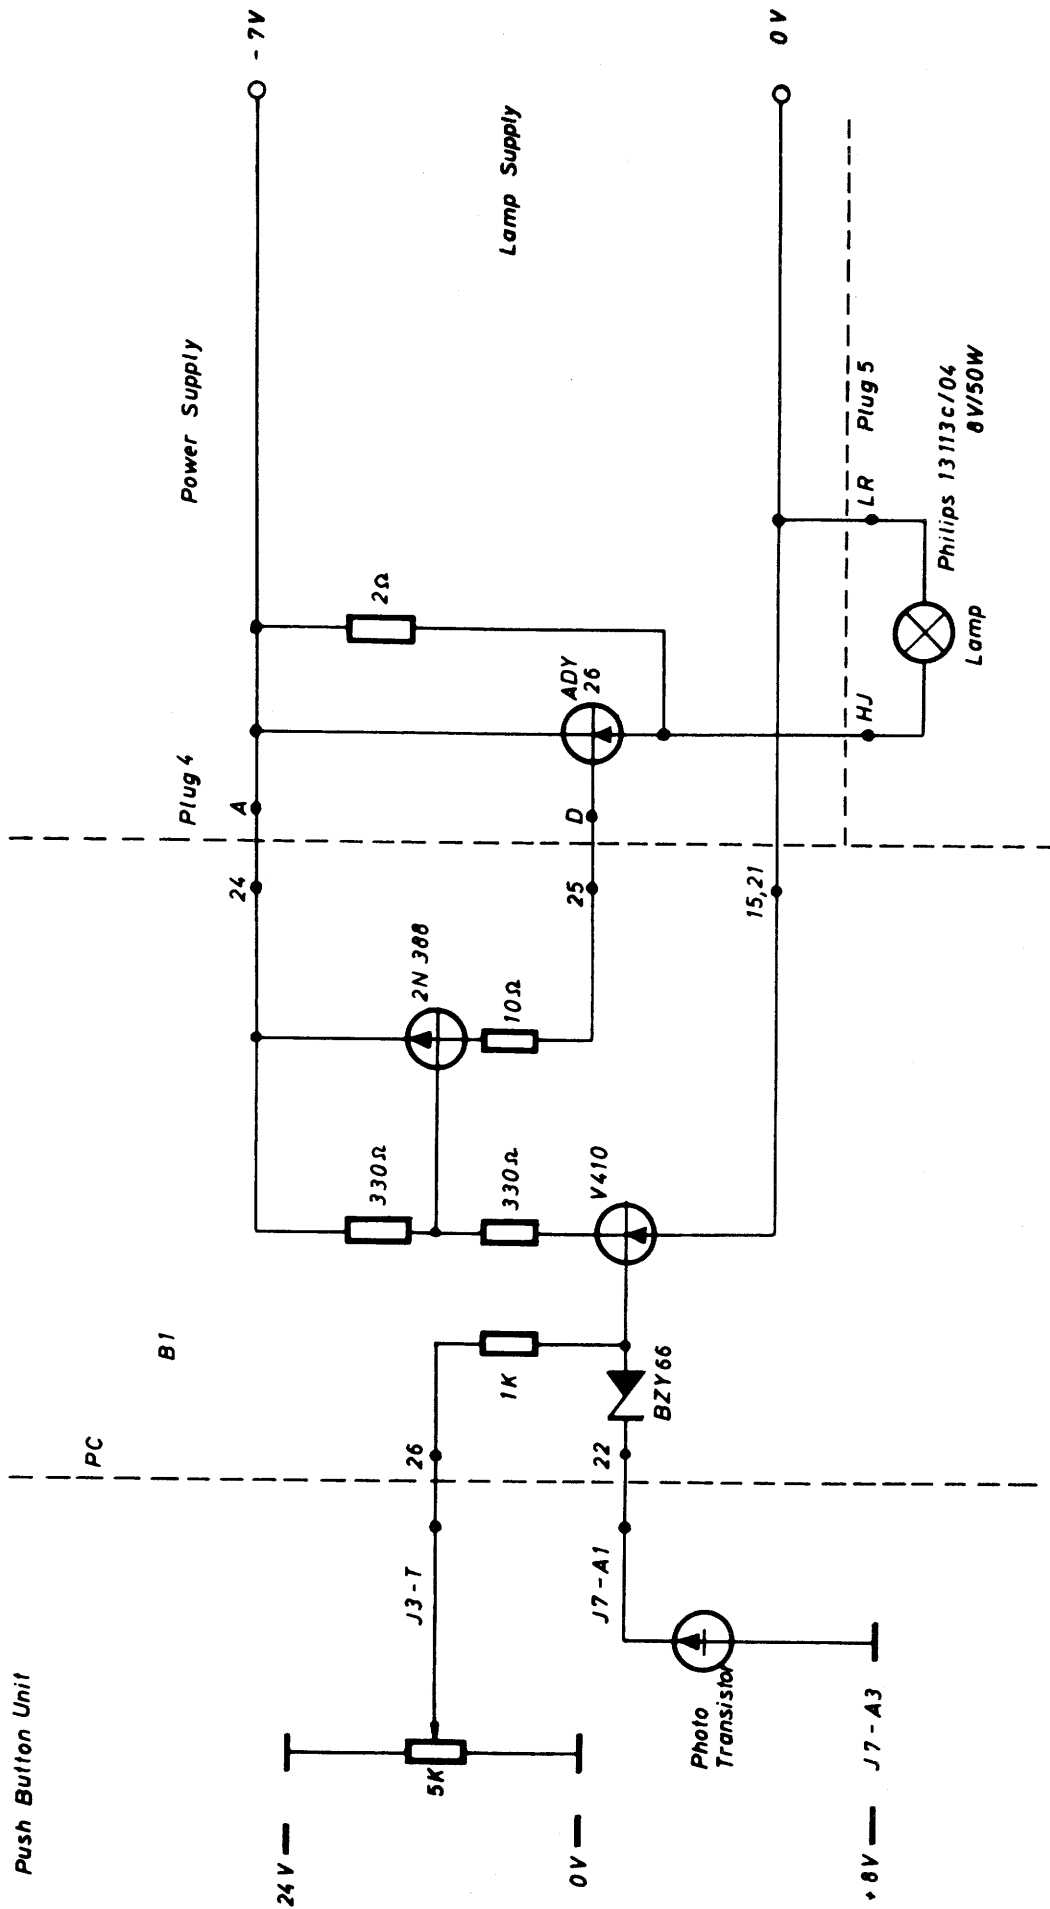 Push Button Unit
PC
B1
Plug 4
Power Supply
24V
5K
J3-T
26
1K
330Ω
330Ω
2N 388
10Ω
24
A
2Ω
- 7V
0V
J7-A1
22
BZY66
V410
25
D
ADY
26
Lamp Supply
Photo
Transistor
15,21
0V
+8V
J7-A3
HJ
LR
Plug 5
Lamp
Philips 13113c/04
8V/50W